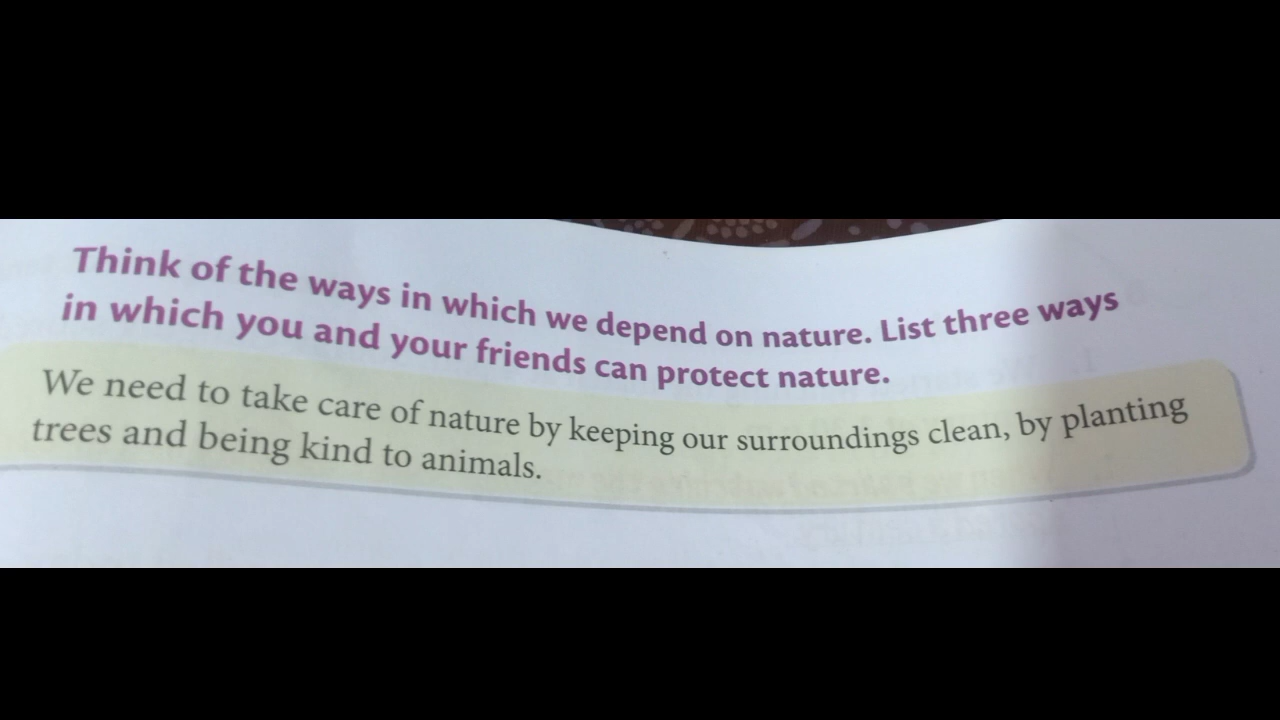 Think of the ways in which we depend on nature. List three ways
in which you and your friends can protect nature.
We need to take care of nature by keeping our surroundings clean, by planting
trees and being kind to animals.